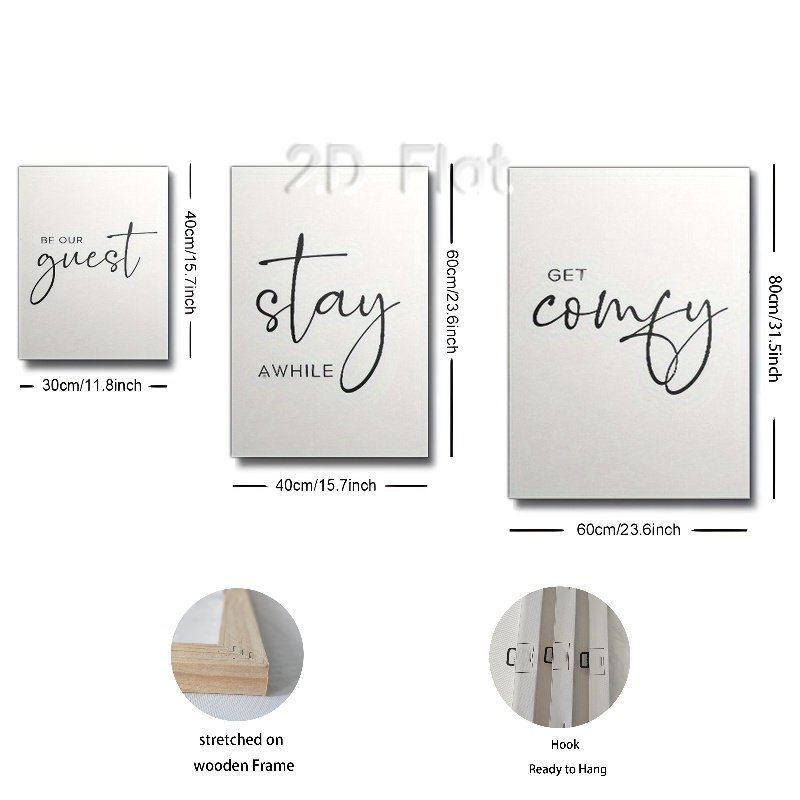 2D Flat
BE OUR
guest
40cm/15.7inch
30cm/11.8inch
stay
AWHILE
60cm/23.6inch
40cm/15.7inch
GET
comfy
80cm/31.5inch
60cm/23.6inch
stretched on
wooden Frame
Hook
Ready to Hang